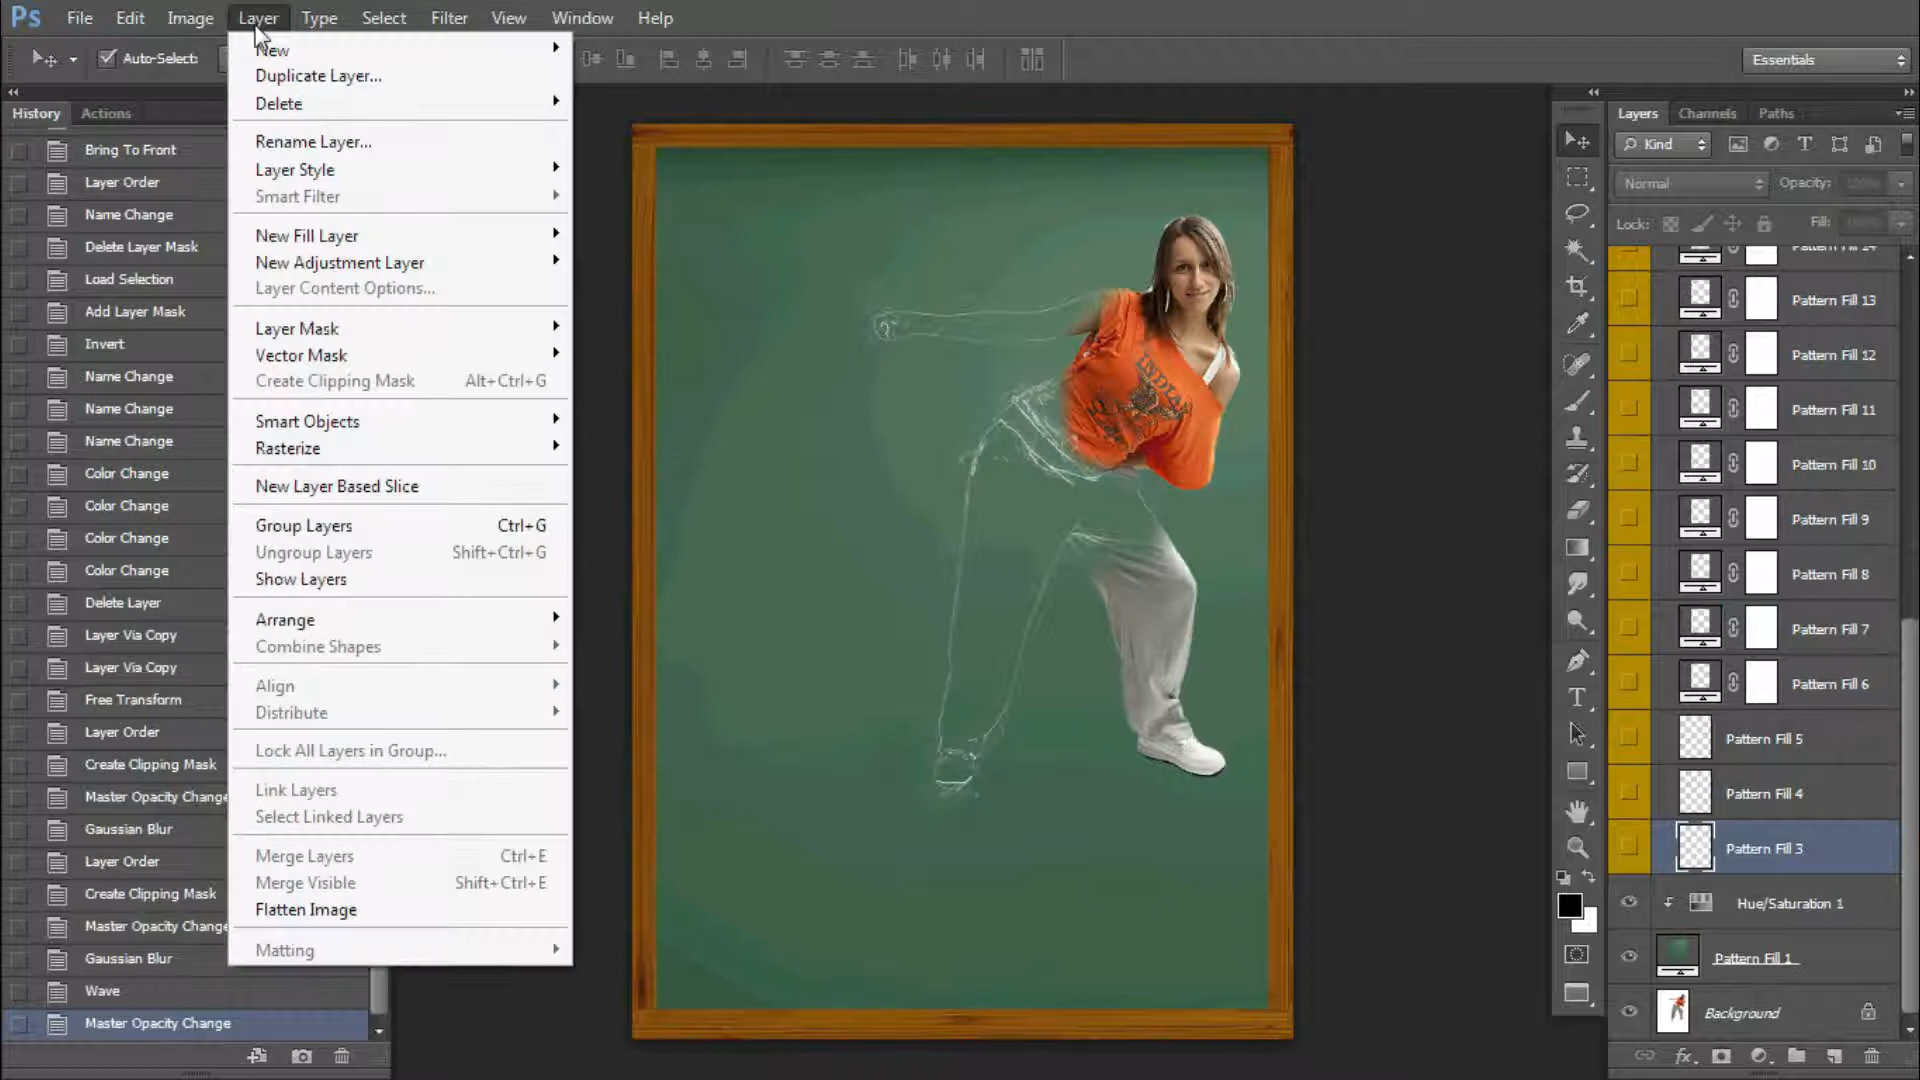 Ps File Edit Image Layer Type Select Filter View Window Help
Auto-Select:
Essentials
History Actions
Bring To Front
Layer Order
Name Change
Delete Layer Mask
Load Selection
Add Layer Mask
Invert
Name Change
Name Change
Name Change
Color Change
Color Change
Color Change
Color Change
Delete Layer
Layer Via Copy
Layer Via Copy
Free Transform
Layer Order
Create Clipping Mask
Master Opacity Change
Gaussian Blur
Layer Order
Create Clipping Mask
Master Opacity Change
Gaussian Blur
Wave
Master Opacity Change
New
Duplicate Layer...
Delete
Rename Layer...
Layer Style
Smart Filter
New Fill Layer
New Adjustment Layer
Layer Content Options...
Layer Mask
Vector Mask
Create Clipping Mask Alt+Ctrl+G
Smart Objects
Rasterize
New Layer Based Slice
Group Layers Ctrl+G
Ungroup Layers Shift+Ctrl+G
Show Layers
Arrange
Combine Shapes
Align
Distribute
Lock All Layers in Group...
Link Layers
Select Linked Layers
Merge Layers Ctrl+E
Merge Visible Shift+Ctrl+E
Flatten Image
Matting
INDIAN
Layers Channels Paths
Kind
Normal Opacity: 100%
Lock: Fill:
Pattern Fill 14
Pattern Fill 13
Pattern Fill 12
Pattern Fill 11
Pattern Fill 10
Pattern Fill 9
Pattern Fill 8
Pattern Fill 7
Pattern Fill 6
Pattern Fill 5
Pattern Fill 4
Pattern Fill 3
Hue/Saturation 1
Pattern Fill 1
Background
fx